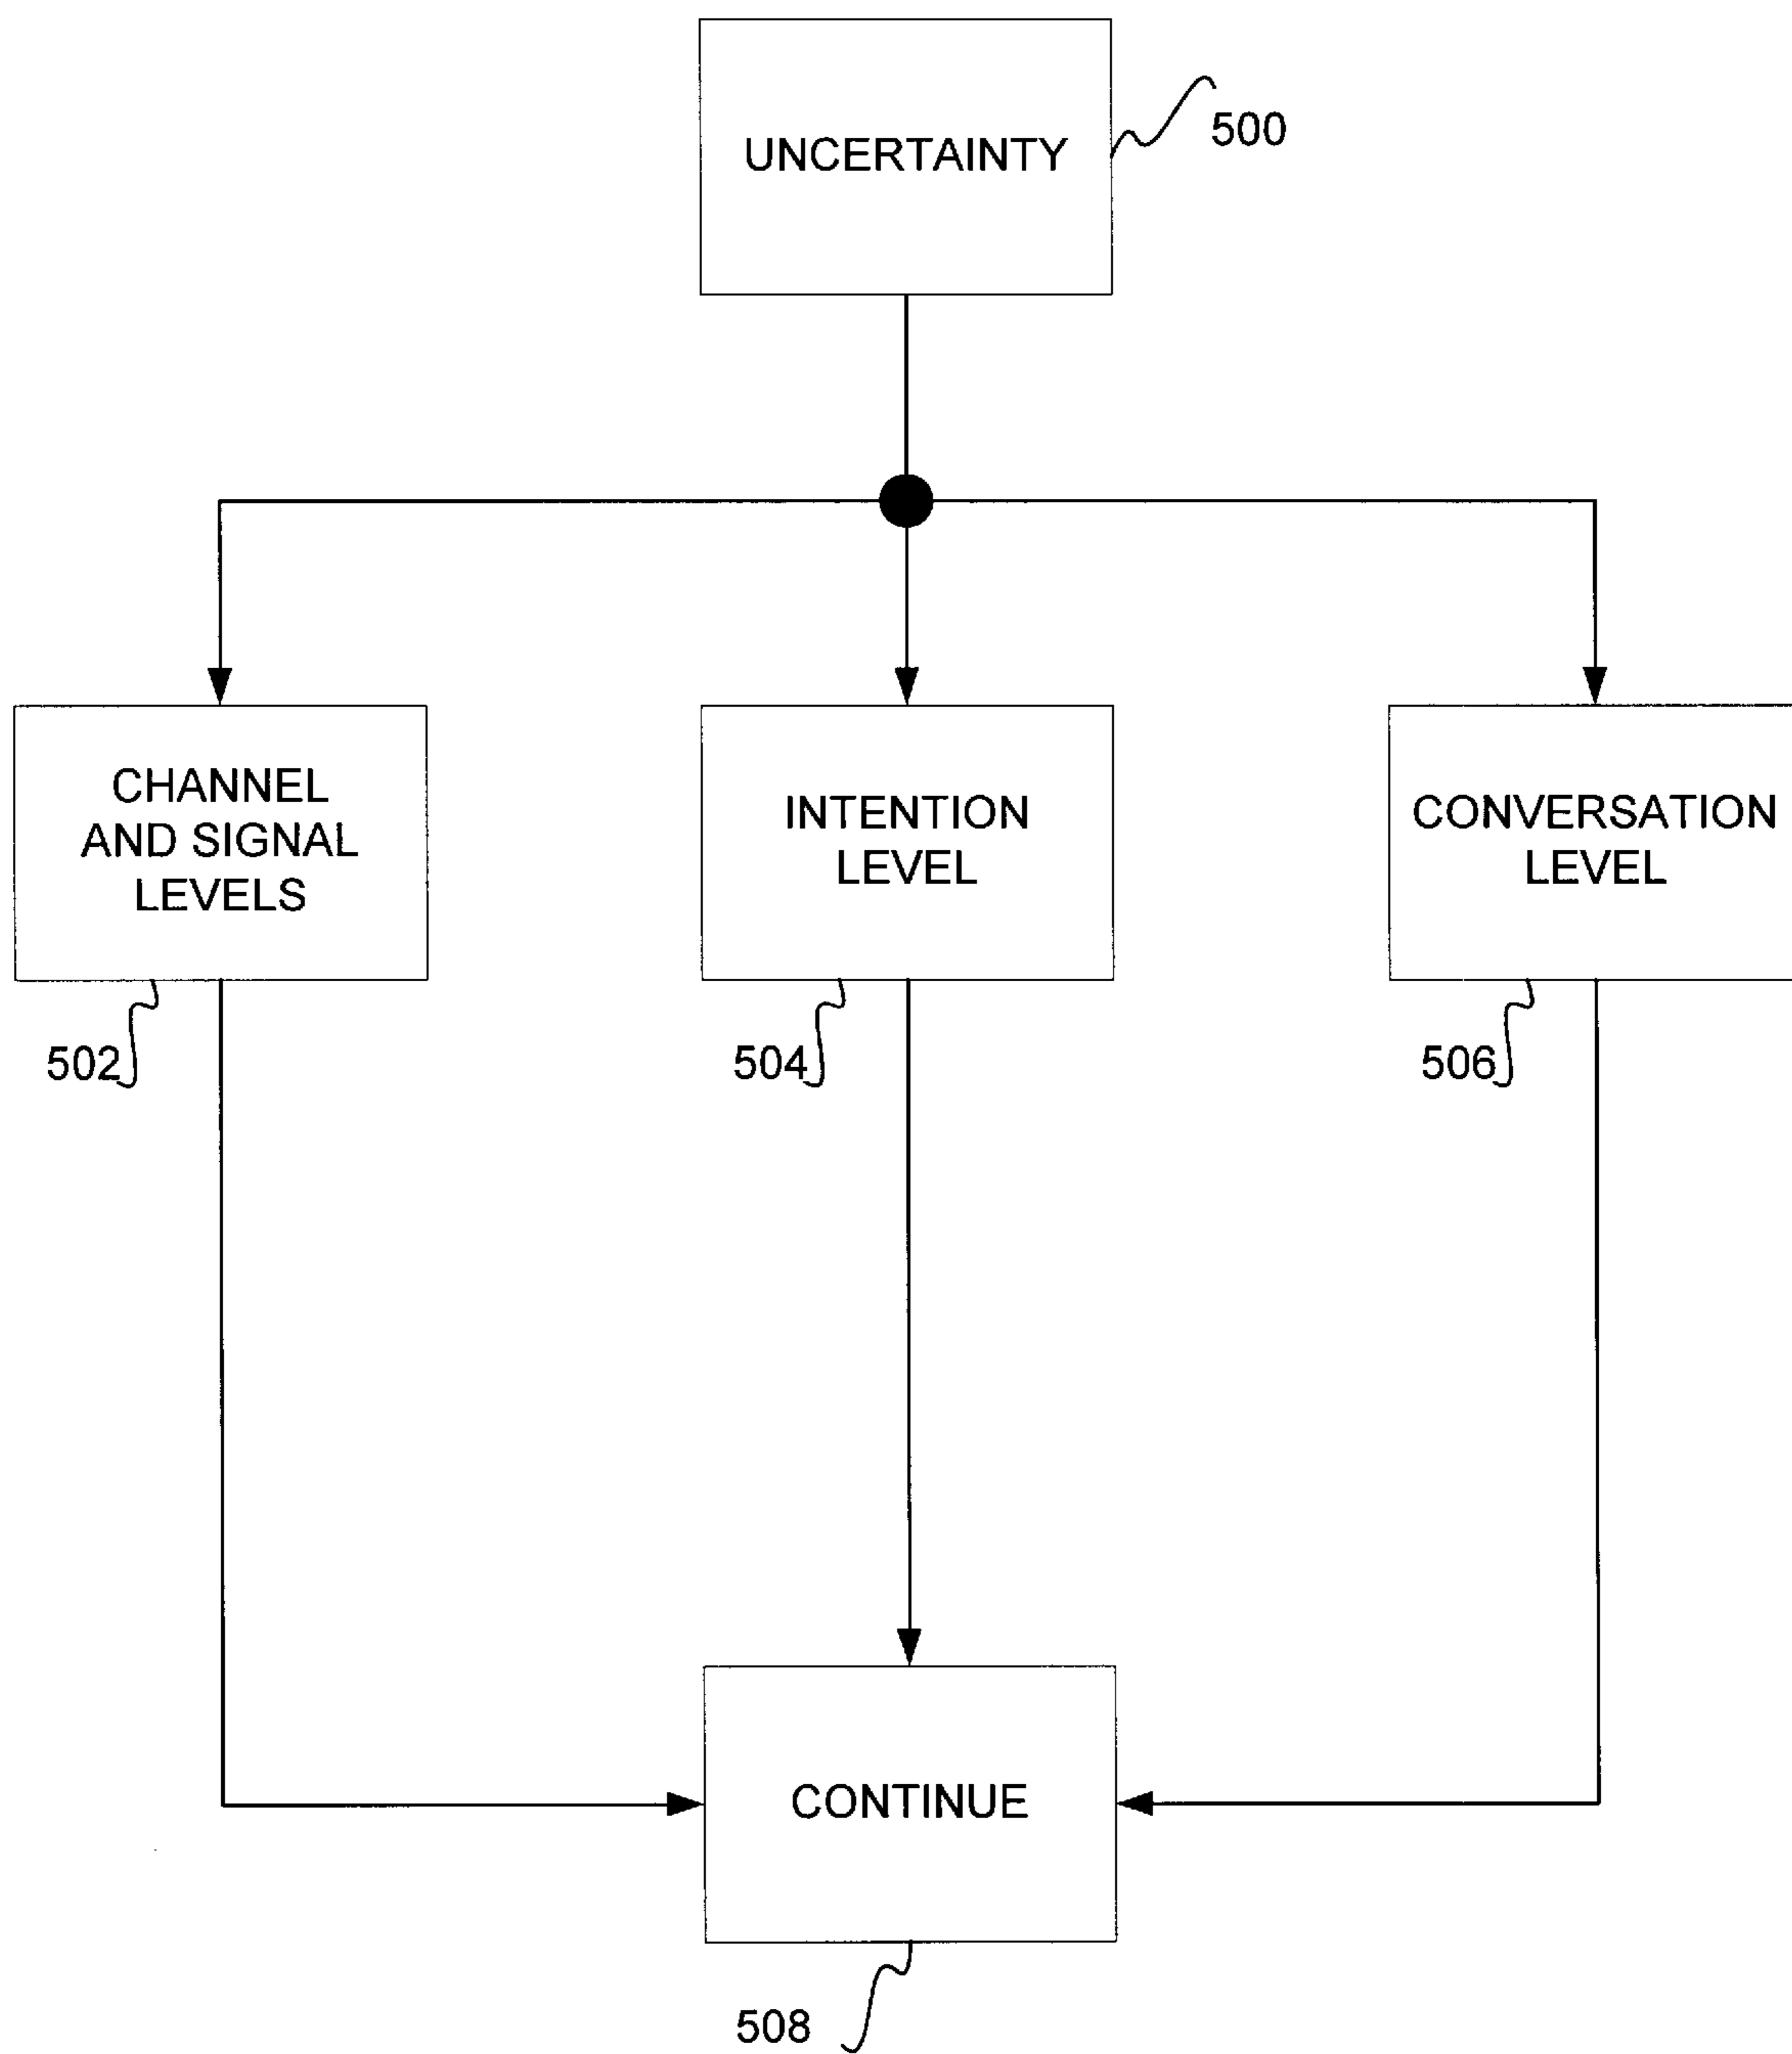 UNCERTAINTY
500
CHANNEL
AND SIGNAL
LEVELS
INTENTION
LEVEL
CONVERSATION
LEVEL
502
504
506
CONTINUE
508